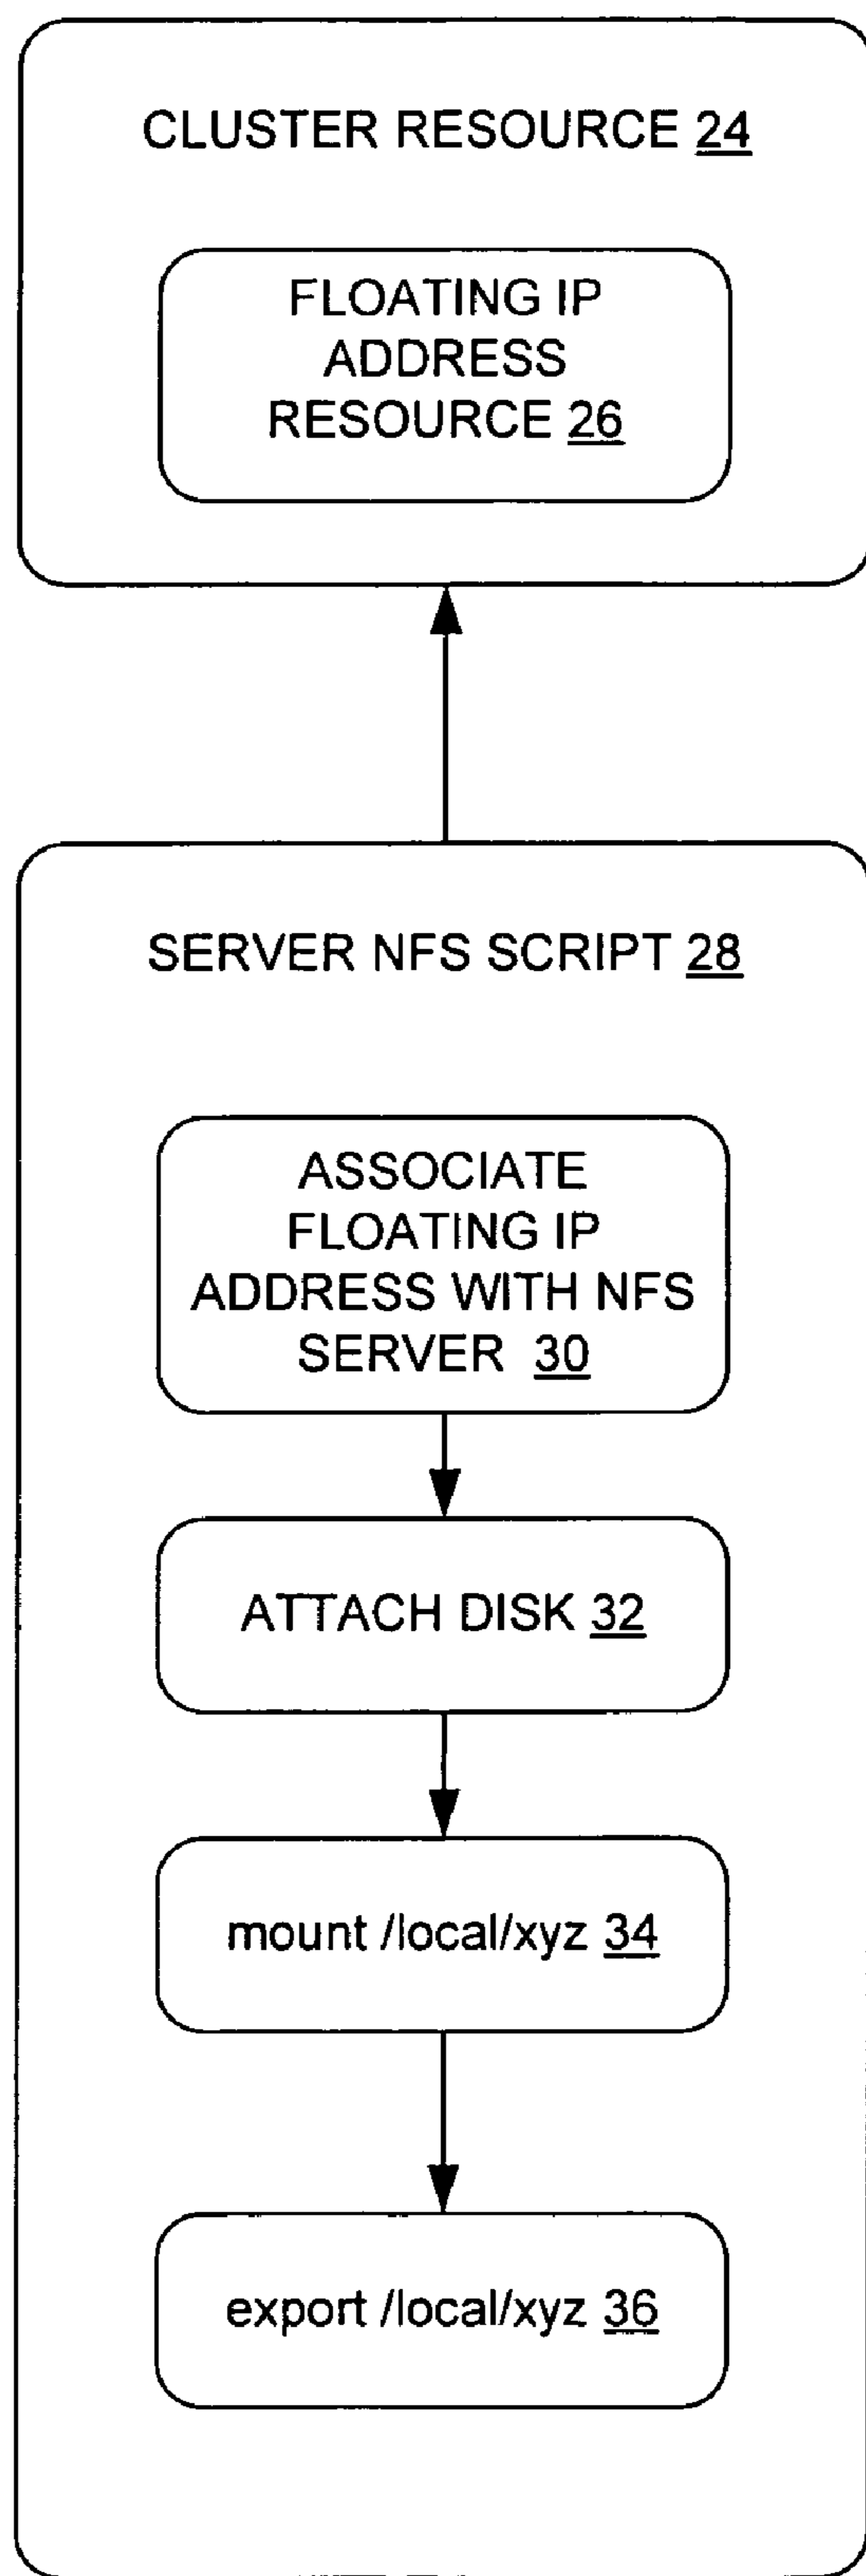 CLUSTER RESOURCE 24
FLOATING IP
ADDRESS
RESOURCE 26
SERVER NFS SCRIPT 28
ASSOCIATE
FLOATING IP
ADDRESS WITH NFS
SERVER 30
ATTACH DISK 32
mount /local/xyz 34
export /local/xyz 36